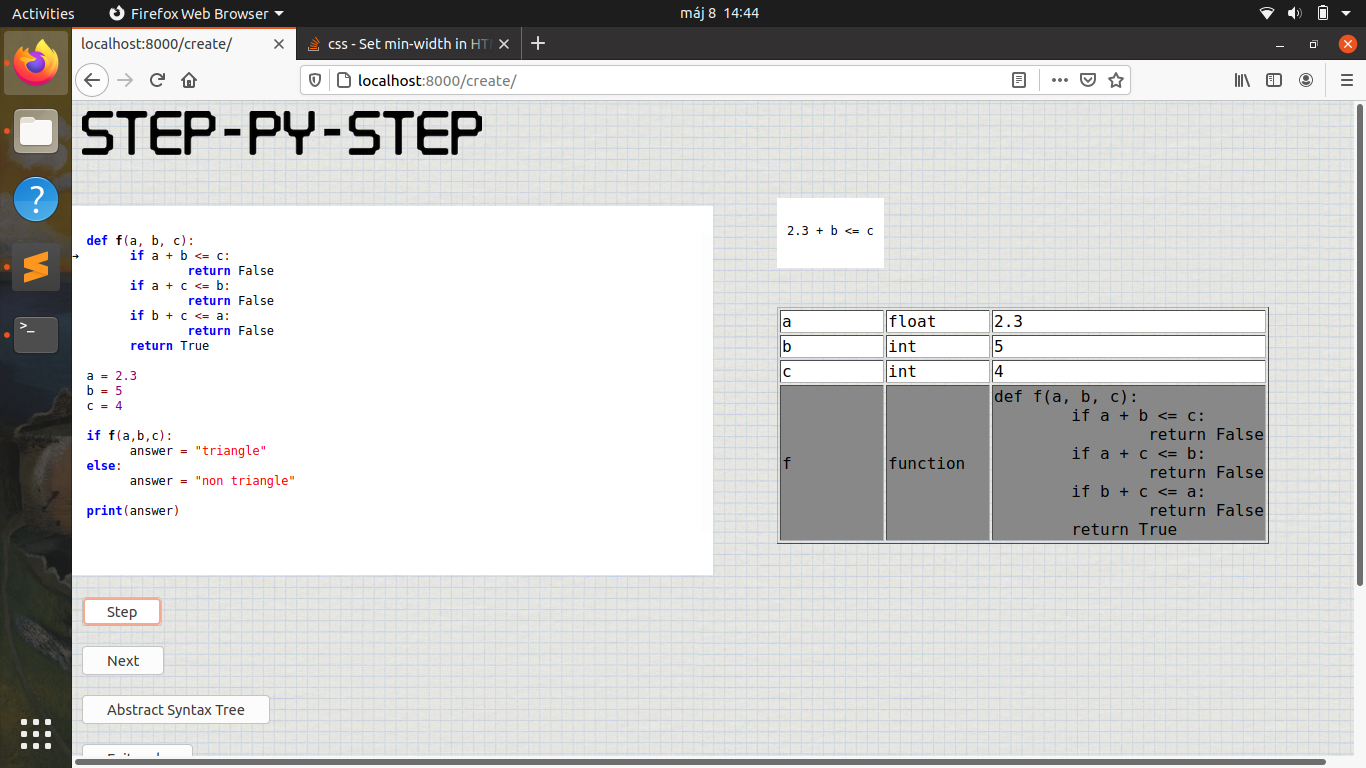 Activities
Firefox Web Browser
máj 8 14:44
localhost:8000/create/
css - Set min-width in HT
localhost:8000/create/
STEP-PY-STEP
def f(a, b, c):
→ if a + b <= c:
return False
if a + c <= b:
return False
if b + c <= a:
return False
return True
a = 2.3
b = 5
c = 4
if f(a,b,c):
answer = "triangle"
else:
answer = "non triangle"
print(answer)
2.3 + b <= c
a float 2.3
b int 5
c int 4
f function
def f(a, b, c):
if a + b <= c:
return False
if a + c <= b:
return False
if b + c <= a:
return False
return True
Step
Next
Abstract Syntax Tree